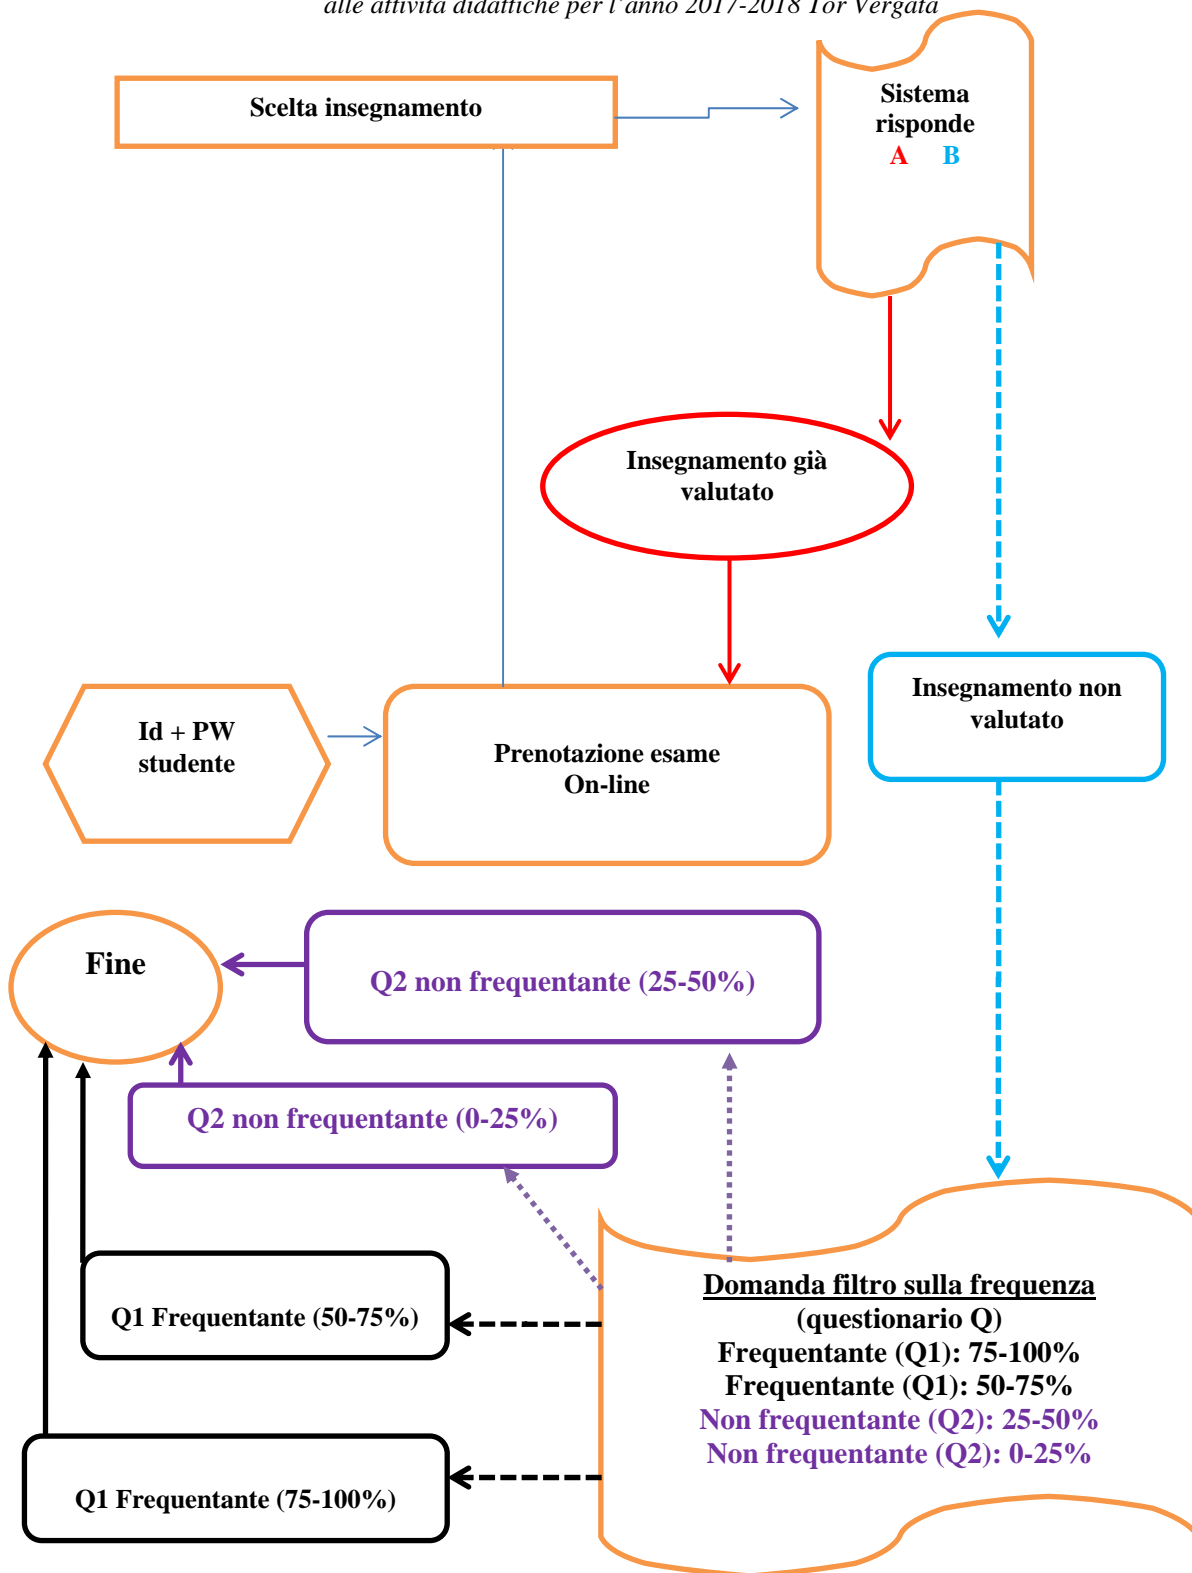 alle attività didattiche per l'anno 2017-2018 Tor Vergata
Scelta insegnamento
Sistema
risponde
A B
Insegnamento già
valutato
Insegnamento non
valutato
Id + PW
studente
Prenotazione esame
On-line
Fine
Q2 non frequentante (25-50%)
Q2 non frequentante (0-25%)
Q1 Frequentante (50-75%)
Q1 Frequentante (75-100%)
Domanda filtro sulla frequenza
(questionario Q)
Frequentante (Q1): 75-100%
Frequentante (Q1): 50-75%
Non frequentante (Q2): 25-50%
Non frequentante (Q2): 0-25%